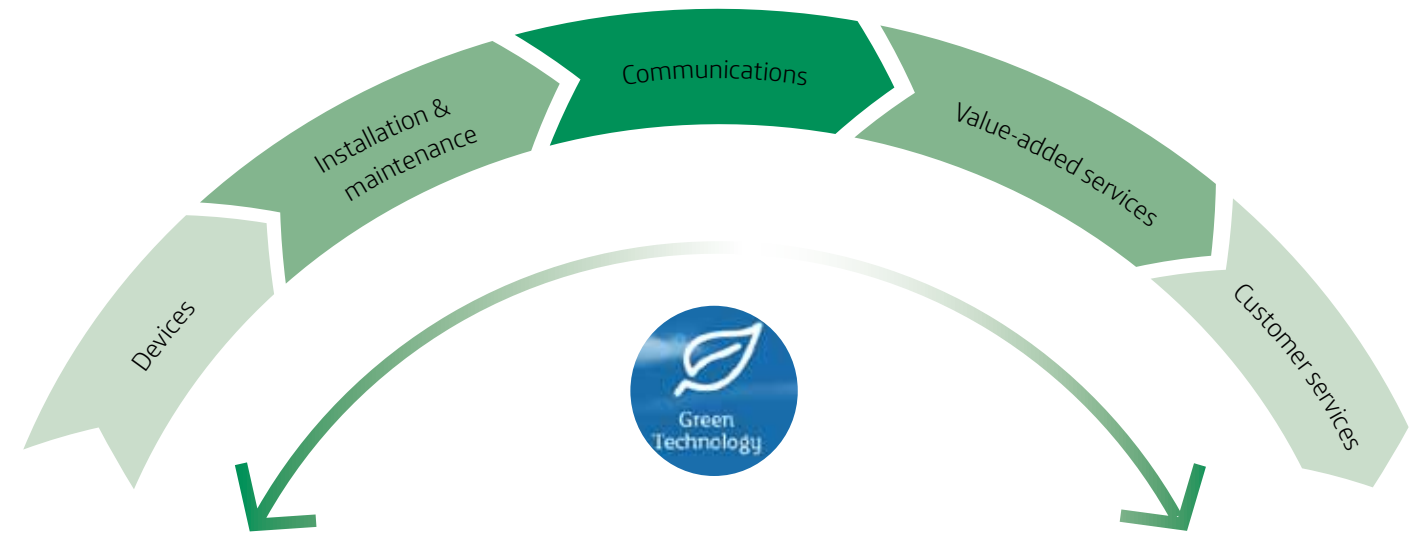 Devices
Installation &
maintenance
Communications
Value-added services
Customer services
Green
Technology